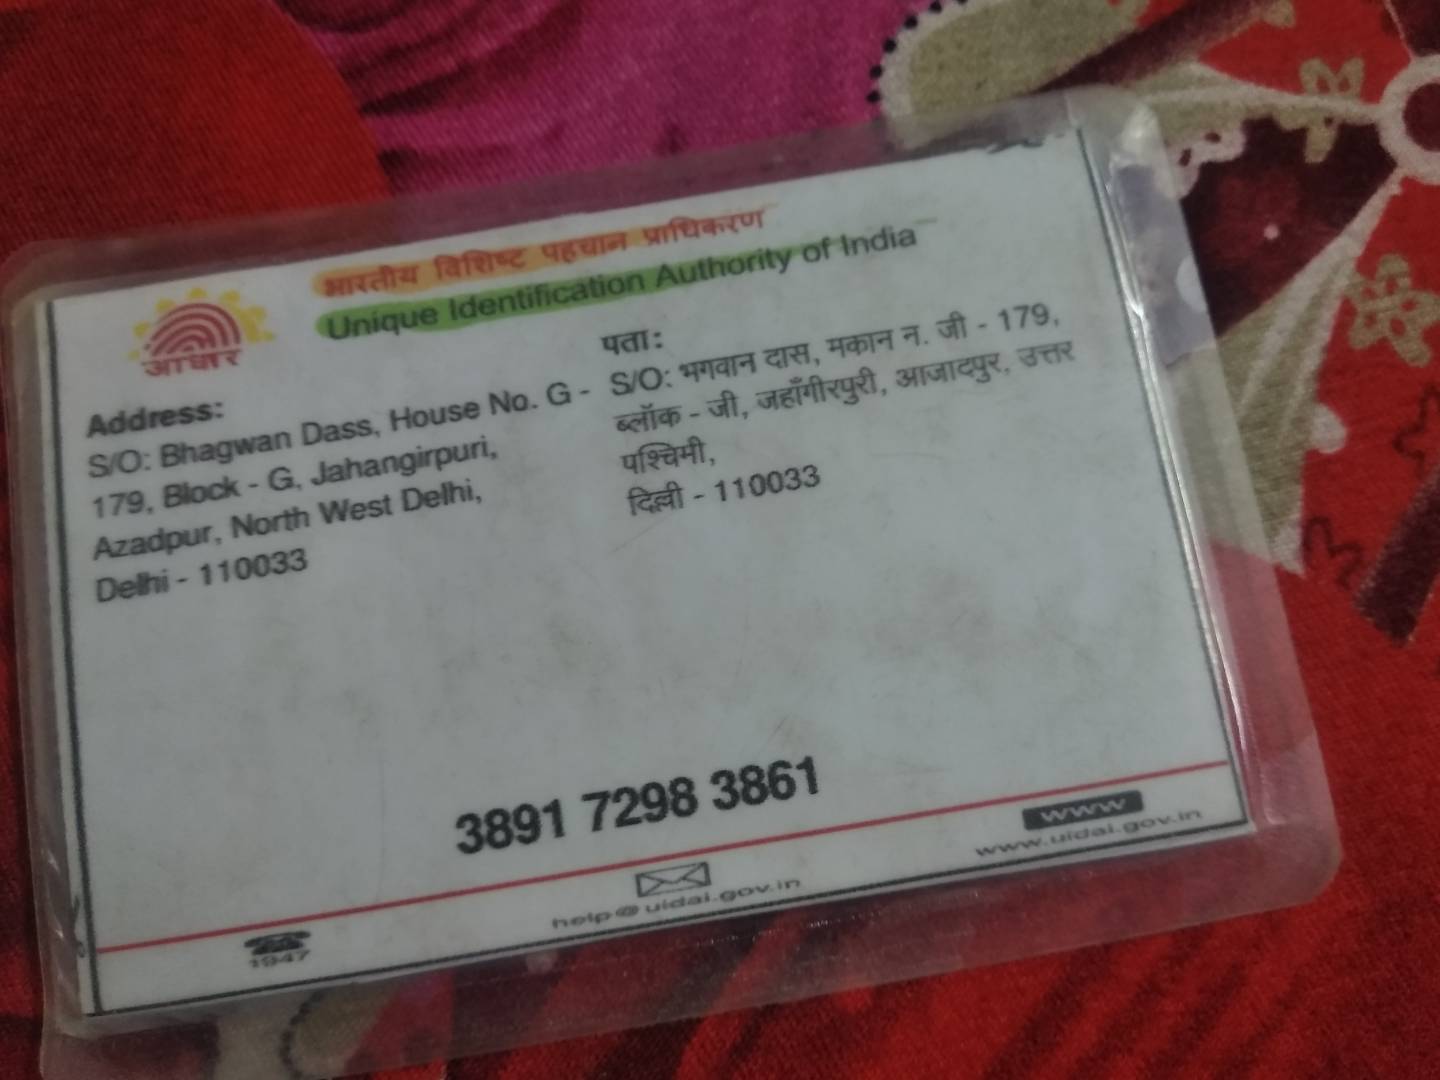 भारतीय विशिष्ट पहचान प्राधिकरण
Unique Identification Authority of India
आधार
Address:
S/O: Bhagwan Dass, House No. G -
179, Block - G, Jahangirpuri,
Azadpur, North West Delhi,
Delhi - 110033
पता:
S/O: भगवान दास, मकान न. जी - 179,
ब्लॉक - जी, जहाँगीरपुरी, आजादपुर, उत्तर
पश्चिमी,
दिल्ली - 110033
3891 7298 3861
1947
help@uidai.gov.in
www
www.uidai.gov.in